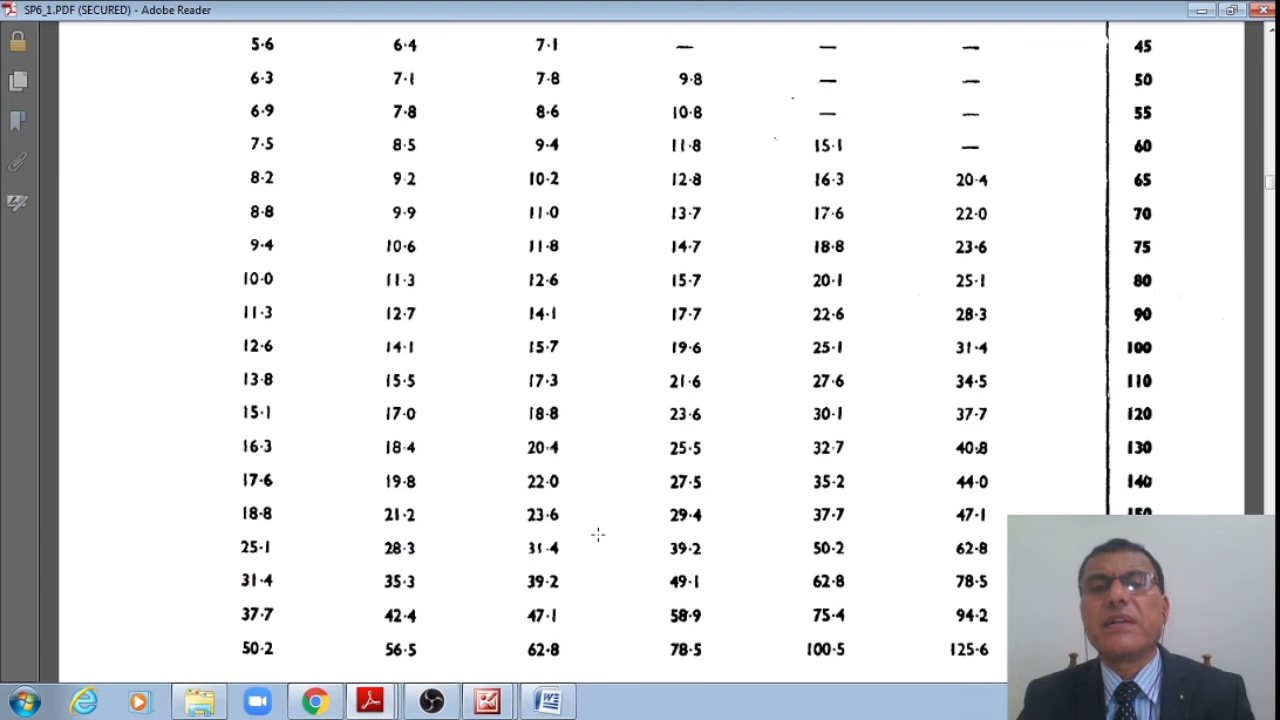 SP6_1.PDF (SECURED) - Adobe Reader
5·6 6·4 7·1 — — — 45
6·3 7·1 7·8 9·8 — — 50
6·9 7·8 8·6 10·8 — — 55
7·5 8·5 9·4 11·8 15·1 — 60
8·2 9·2 10·2 12·8 16·3 20·4 65
8·8 9·9 11·0 13·7 17·6 22·0 70
9·4 10·6 11·8 14·7 18·8 23·6 75
10·0 11·3 12·6 15·7 20·1 25·1 80
11·3 12·7 14·1 17·7 22·6 28·3 90
12·6 14·1 15·7 19·6 25·1 31·4 100
13·8 15·5 17·3 21·6 27·6 34·5 110
15·1 17·0 18·8 23·6 30·1 37·7 120
16·3 18·4 20·4 25·5 32·7 40·8 130
17·6 19·8 22·0 27·5 35·2 44·0 140
18·8 21·2 23·6 29·4 37·7 47·1
25·1 28·3 31·4 39·2 50·2 62·8
31·4 35·3 39·2 49·1 62·8 78·5
37·7 42·4 47·1 58·9 75·4 94·2
50·2 56·5 62·8 78·5 100·5 125·6